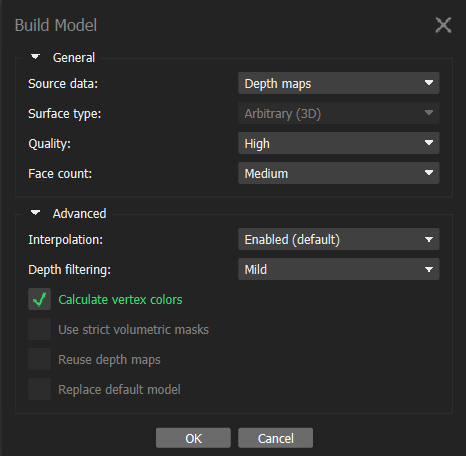 Build Model
General
Source data: Depth maps
Surface type: Arbitrary (3D)
Quality: High
Face count: Medium
Advanced
Interpolation: Enabled (default)
Depth filtering: Mild
Calculate vertex colors
Use strict volumetric masks
Reuse depth maps
Replace default model
OK Cancel